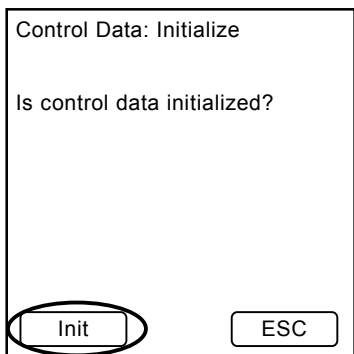 Control Data: Initialize
Is control data initialized?
Init ESC